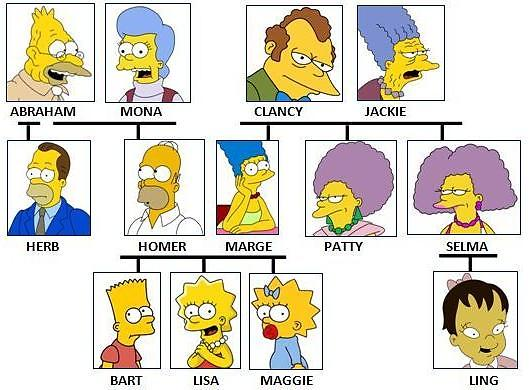 ABRAHAM MONA CLANCY JACKIE
HERB HOMER MARGE PATTY SELMA
BART LISA MAGGIE LING